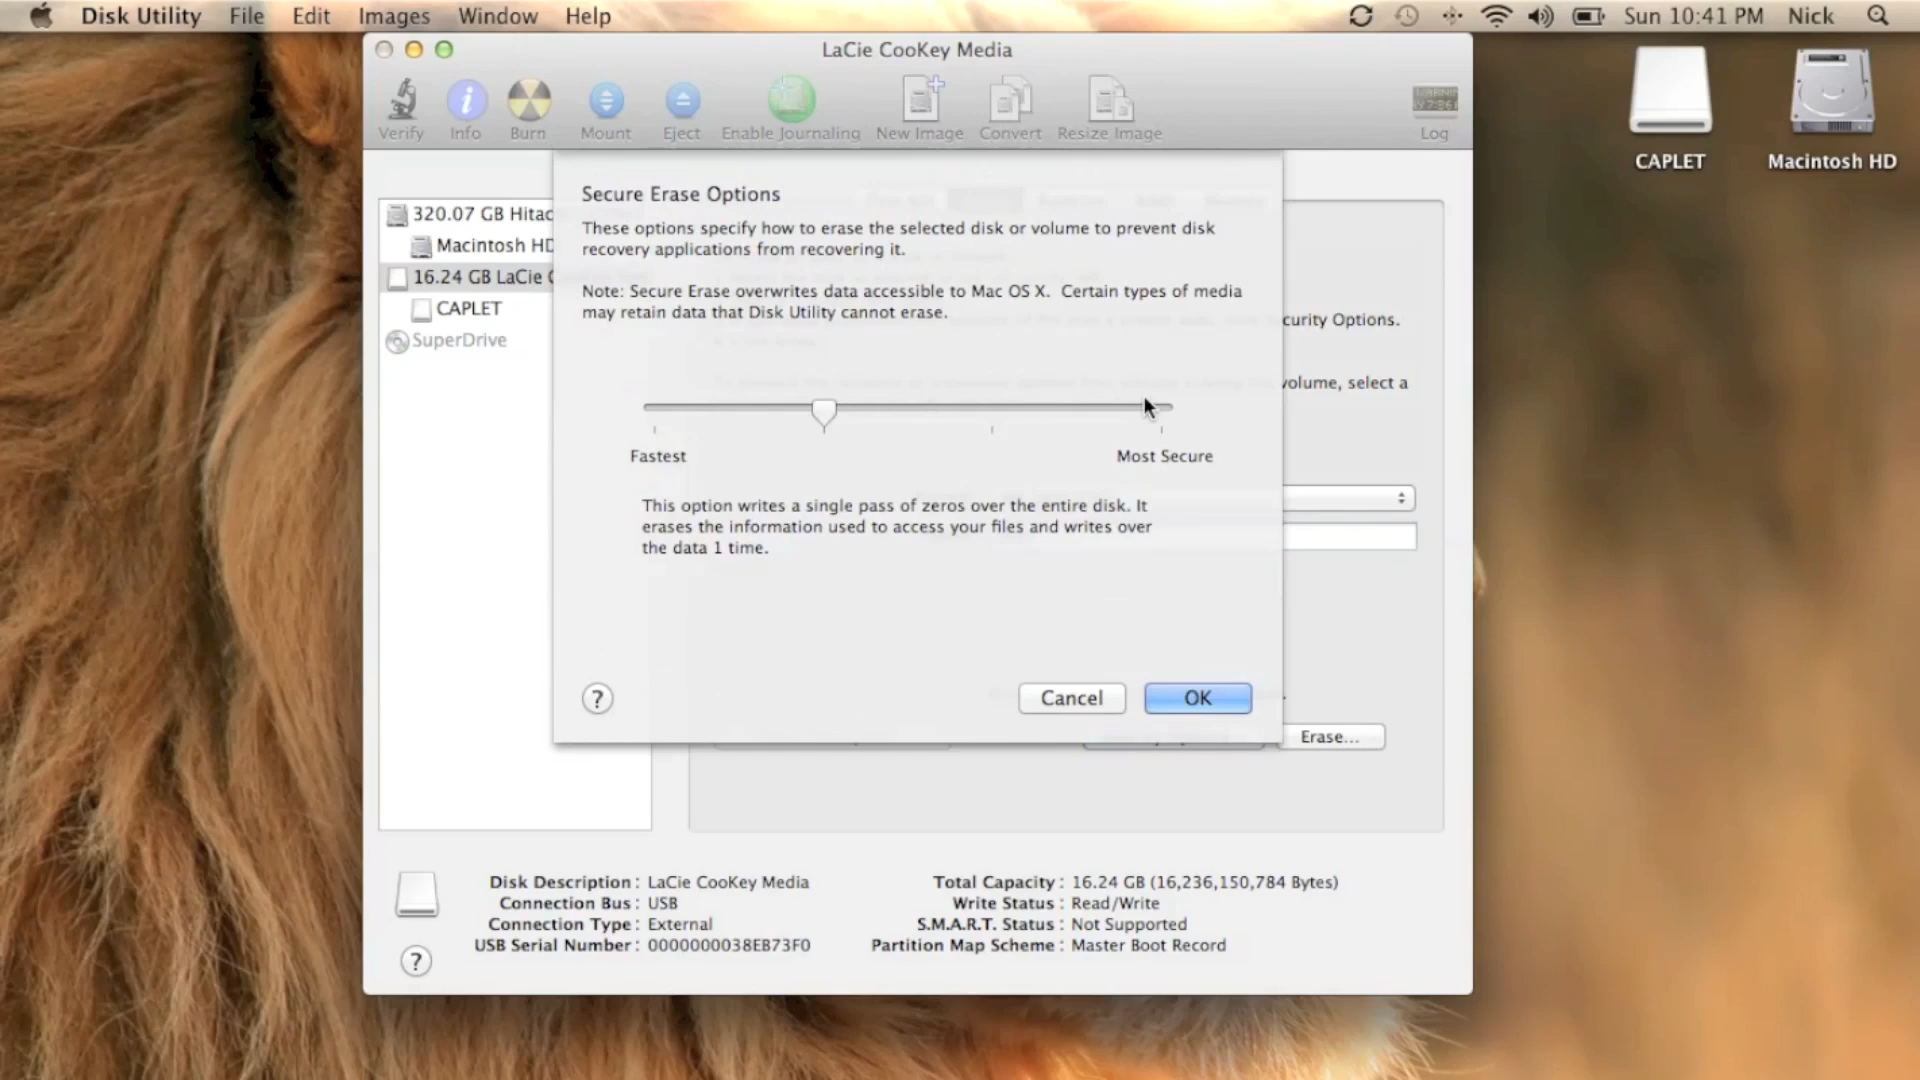 Disk Utility File Edit Images Window Help Sun 10:41 PM Nick
LaCie CooKey Media
Verify Info Burn Mount Eject Enable Journaling New Image Convert Resize Image Log
CAPLET Macintosh HD
Secure Erase Options
These options specify how to erase the selected disk or volume to prevent disk
recovery applications from recovering it.
Note: Secure Erase overwrites data accessible to Mac OS X. Certain types of media
may retain data that Disk Utility cannot erase.
320.07 GB Hitac
Macintosh HD
16.24 GB LaCie
CAPLET
SuperDrive
curity Options.
volume, select a
Fastest Most Secure
This option writes a single pass of zeros over the entire disk. It
erases the information used to access your files and writes over
the data 1 time.
? Cancel OK
Erase...
Disk Description : LaCie CooKey Media
Connection Bus : USB
Connection Type : External
USB Serial Number : 0000000038EB73F0
Total Capacity : 16.24 GB (16,236,150,784 Bytes)
Write Status : Read/Write
S.M.A.R.T. Status : Not Supported
Partition Map Scheme : Master Boot Record
?